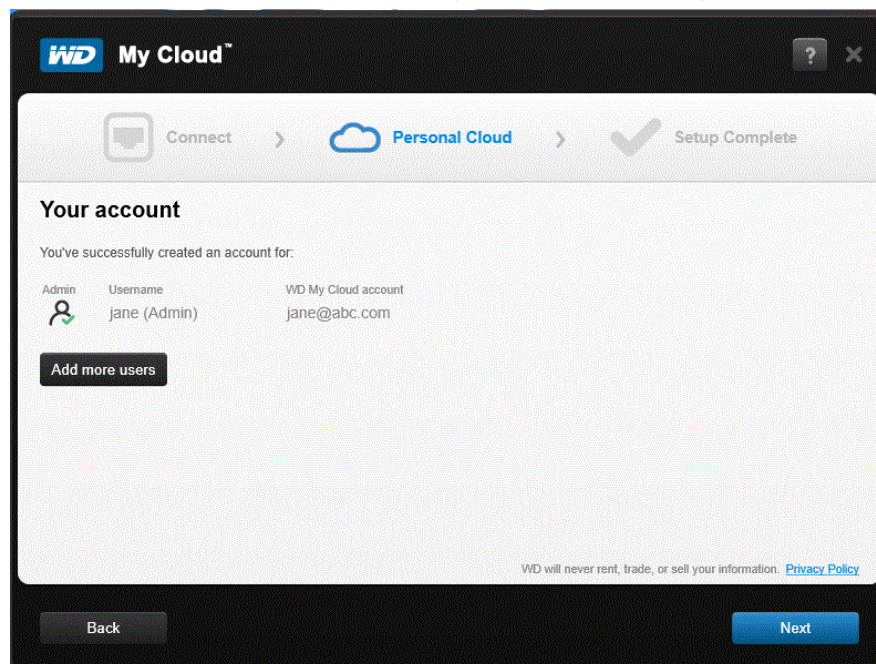 WD My Cloud™ ?
Connect Personal Cloud Setup Complete
Your account
You've successfully created an account for:
Admin Username WD My Cloud account
jane (Admin) jane@abc.com
Add more users
WD will never rent, trade, or sell your information. Privacy Policy
Back Next